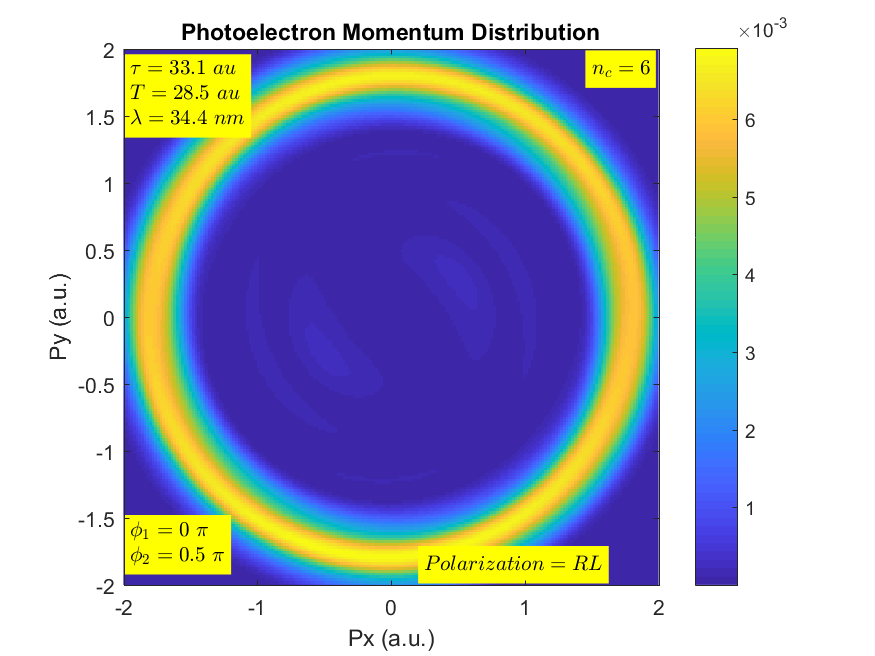 Photoelectron Momentum Distribution
×10⁻³
τ = 33.1 au
T = 28.5 au
λ = 34.4 nm
n_c = 6
2
1.5
1
0.5
0
-0.5
-1
-1.5
-2
Py (a.u.)
ϕ₁ = 0 π
ϕ₂ = 0.5 π
Polarization = RL
-2
-1
0
1
2
Px (a.u.)
6
5
4
3
2
1